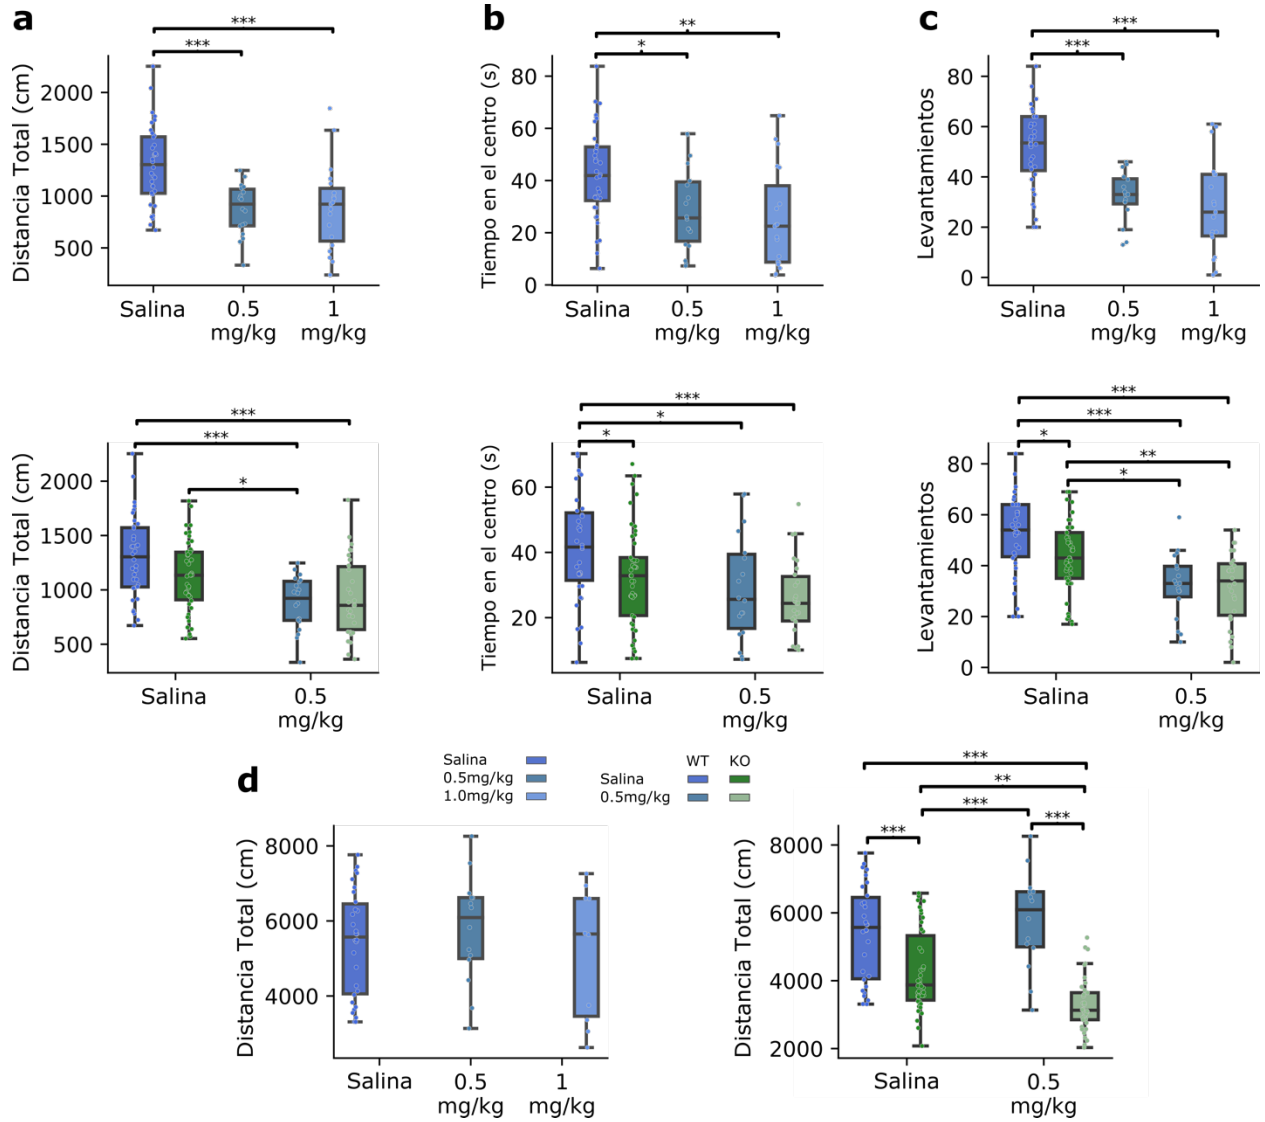 a
***
***
Distancia Total (cm)
2000
1500
1000
500
Salina
0.5
mg/kg
1
mg/kg
b
**
*
Tiempo en el centro (s)
80
60
40
20
0
Salina
0.5
mg/kg
1
mg/kg
c
***
***
Levantamientos
80
60
40
20
0
Salina
0.5
mg/kg
1
mg/kg
***
***
*
Distancia Total (cm)
2000
1500
1000
500
Salina
0.5
mg/kg
***
*
*
Tiempo en el centro (s)
60
40
20
Salina
0.5
mg/kg
***
***
*
**
*
Levantamientos
80
60
40
20
0
Salina
0.5
mg/kg
d
Salina
0.5mg/kg
1.0mg/kg
WT KO
Salina
0.5mg/kg
Distancia Total (cm)
8000
6000
4000
Salina
0.5
mg/kg
1
mg/kg
***
**
***
***
***
Distancia Total (cm)
8000
6000
4000
2000
Salina
0.5
mg/kg